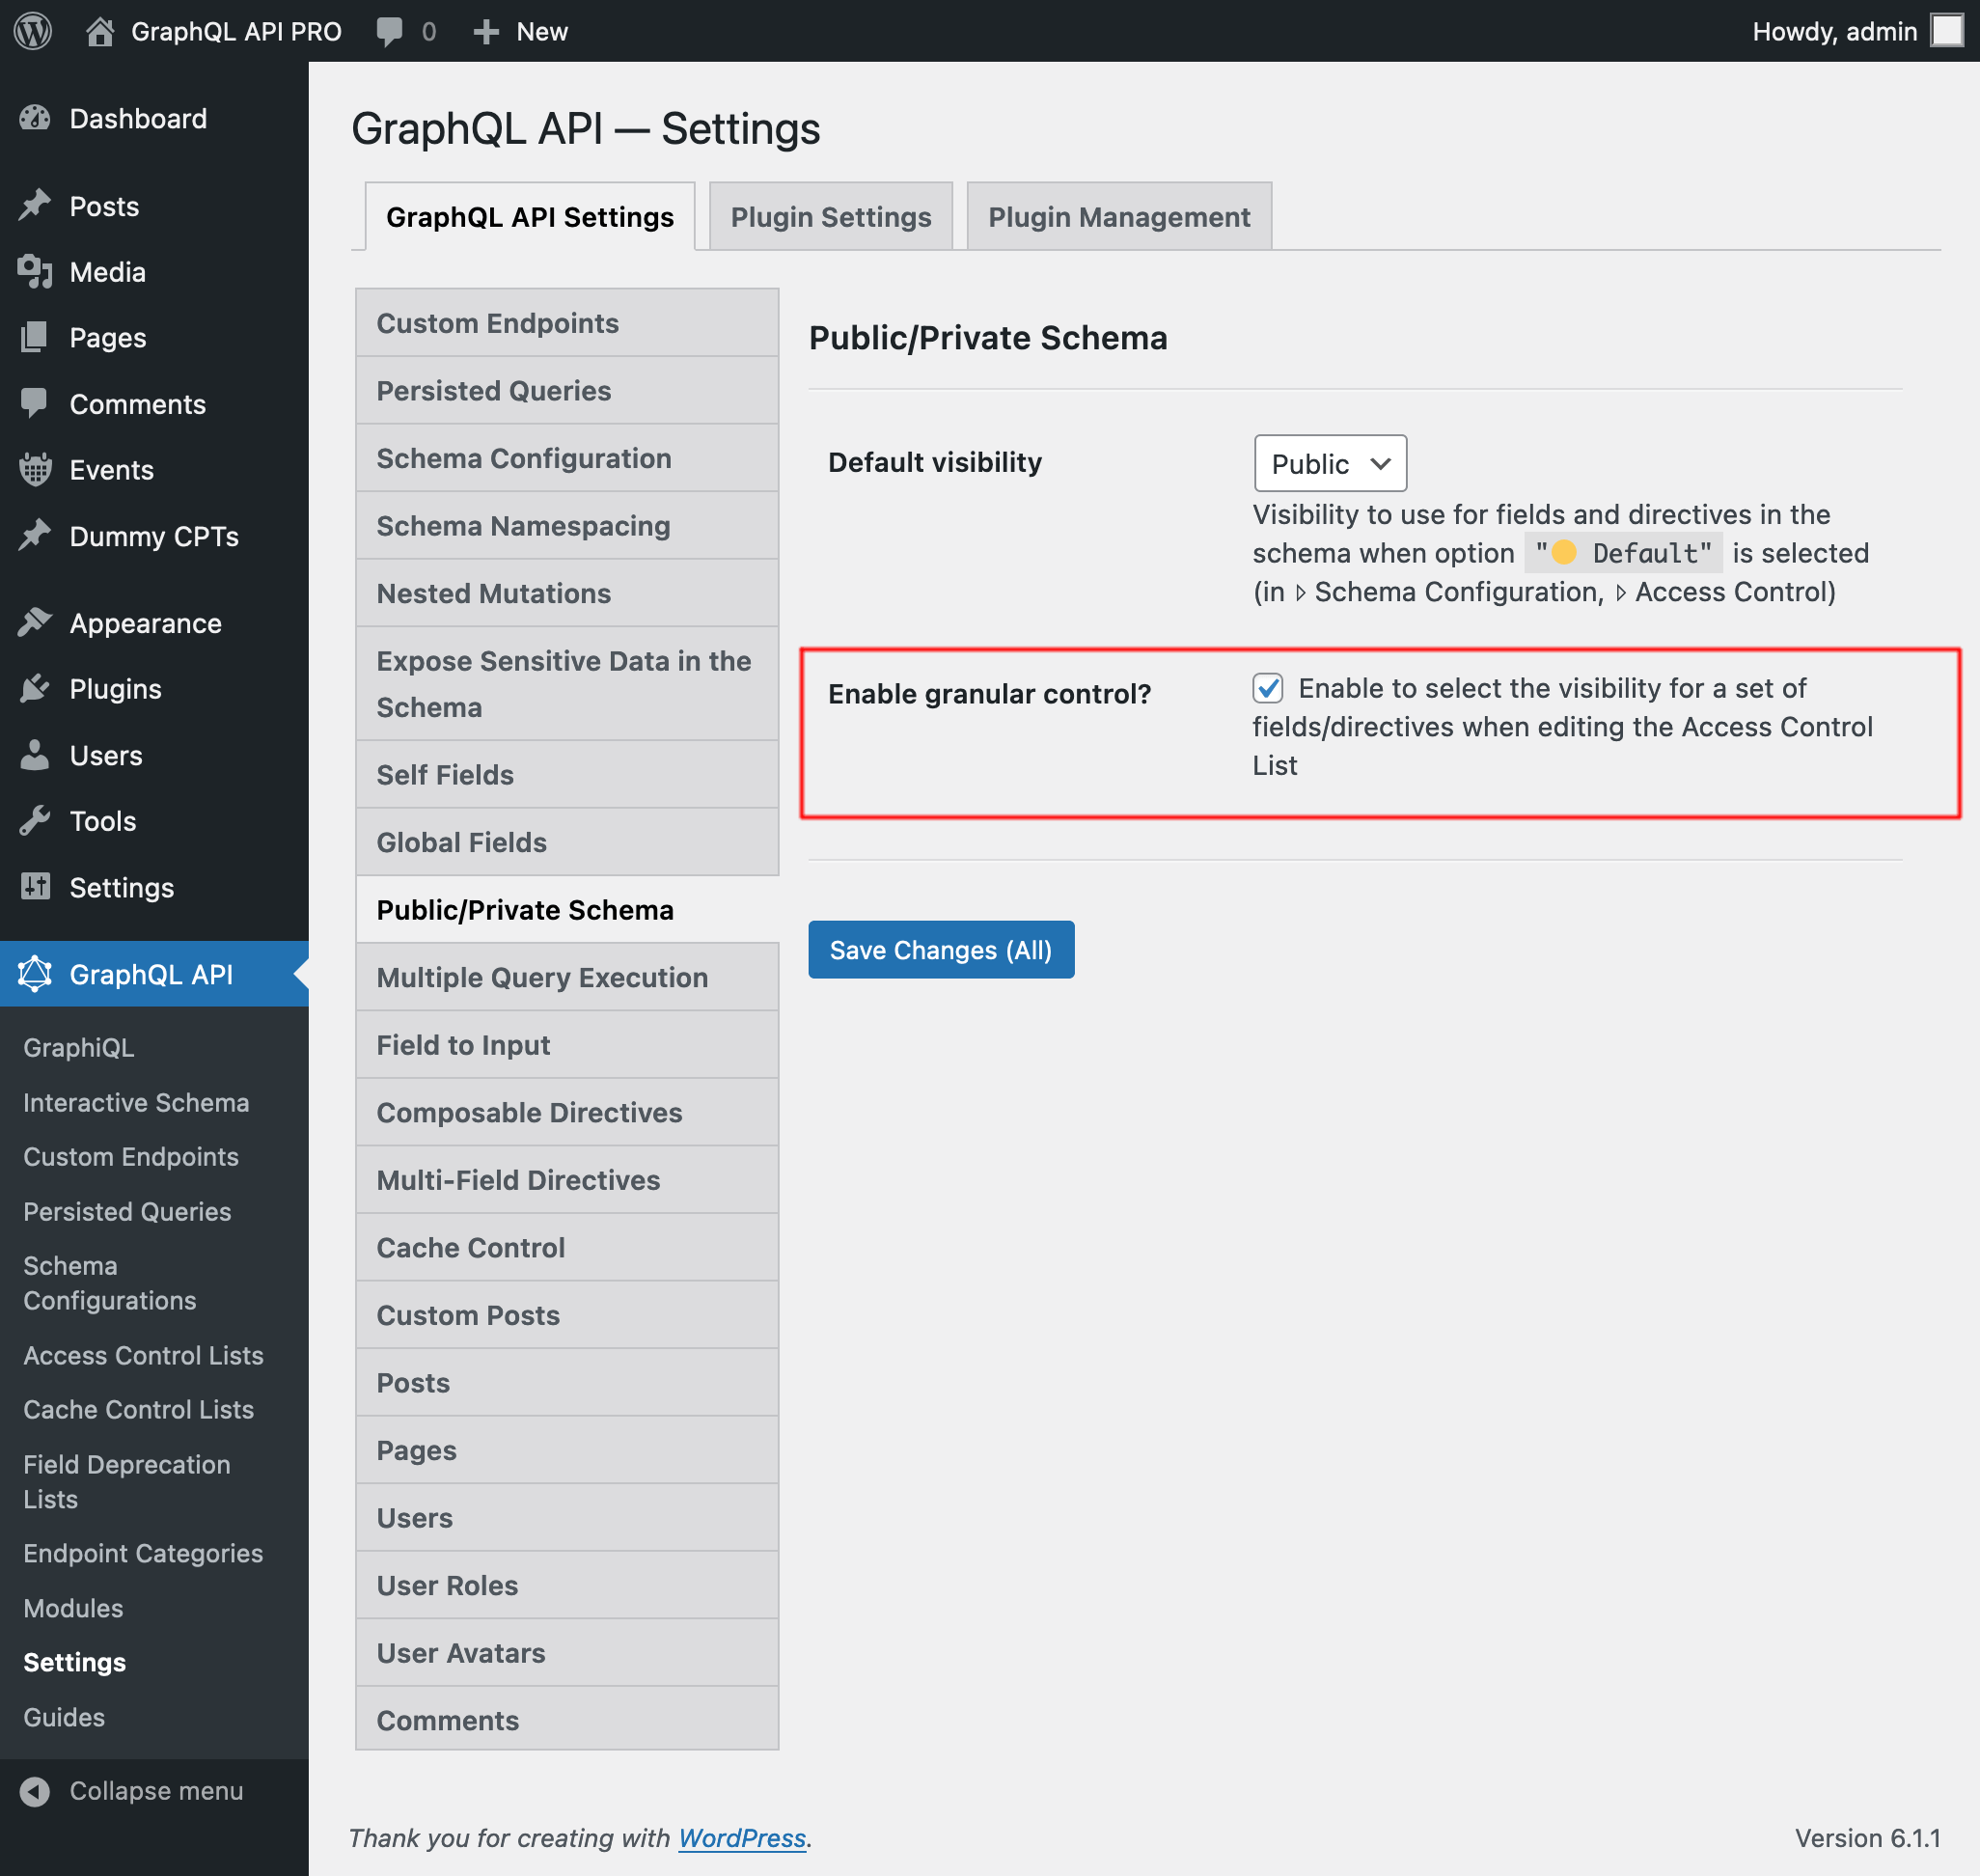 GraphQL API PRO
0
New
Howdy, admin
Dashboard
Posts
Media
Pages
Comments
Events
Dummy CPTs
Appearance
Plugins
Users
Tools
Settings
GraphQL API
GraphiQL
Interactive Schema
Custom Endpoints
Persisted Queries
Schema
Configurations
Access Control Lists
Cache Control Lists
Field Deprecation
Lists
Endpoint Categories
Modules
Settings
Guides
Collapse menu
GraphQL API — Settings
GraphQL API Settings
Plugin Settings
Plugin Management
Custom Endpoints
Persisted Queries
Schema Configuration
Schema Namespacing
Nested Mutations
Expose Sensitive Data in the
Schema
Self Fields
Global Fields
Public/Private Schema
Multiple Query Execution
Field to Input
Composable Directives
Multi-Field Directives
Cache Control
Custom Posts
Posts
Pages
Users
User Roles
User Avatars
Comments
Public/Private Schema
Default visibility
Public
Visibility to use for fields and directives in the
schema when option "🟡 Default" is selected
(in ▹ Schema Configuration, ▹ Access Control)
Enable granular control?
Enable to select the visibility for a set of
fields/directives when editing the Access Control
List
Save Changes (All)
Thank you for creating with WordPress.
Version 6.1.1